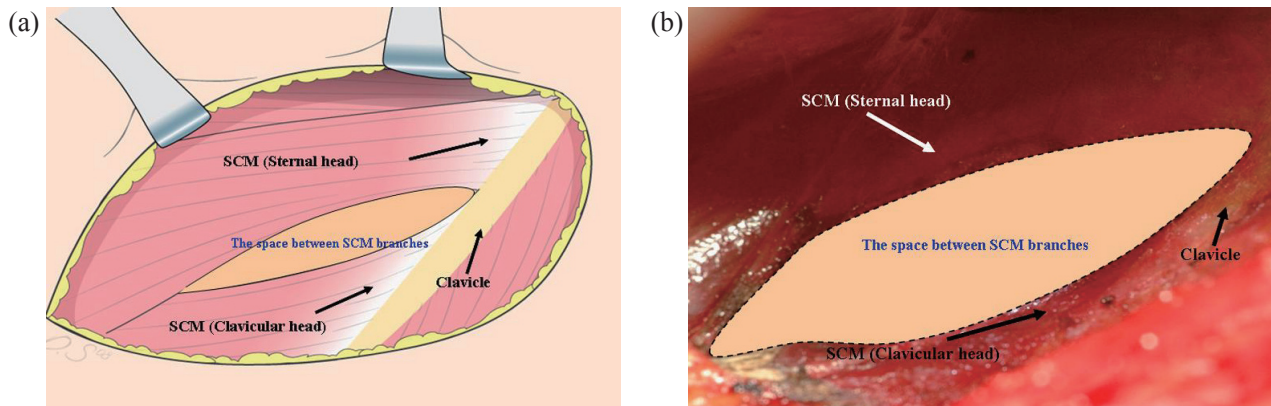 (a)
SCM (Sternal head)
The space between SCM branches
Clavicle
SCM (Clavicular head)
(b)
SCM (Sternal head)
The space between SCM branches
Clavicle
SCM (Clavicular head)